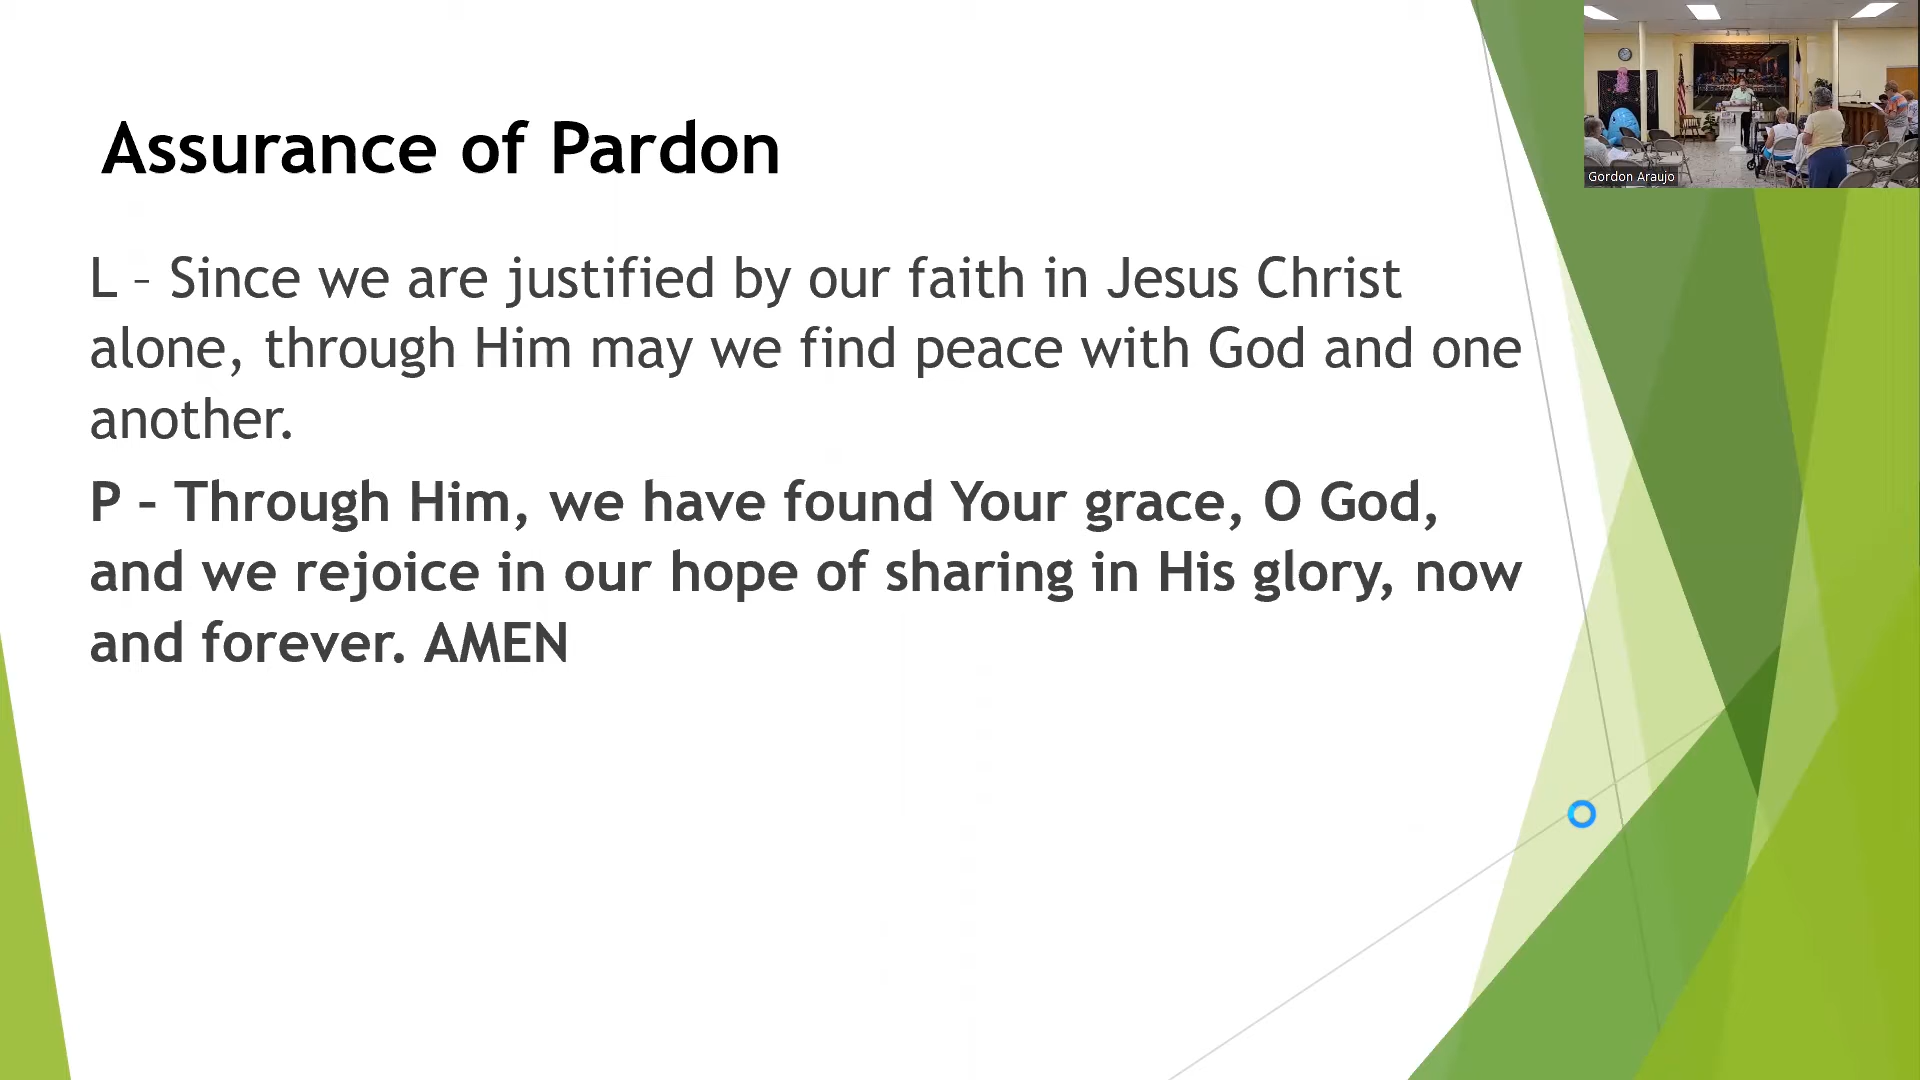 Assurance of Pardon
L – Since we are justified by our faith in Jesus Christ
alone, through Him may we find peace with God and one
another.
P – Through Him, we have found Your grace, O God,
and we rejoice in our hope of sharing in His glory, now
and forever. AMEN
Gordon Araujo